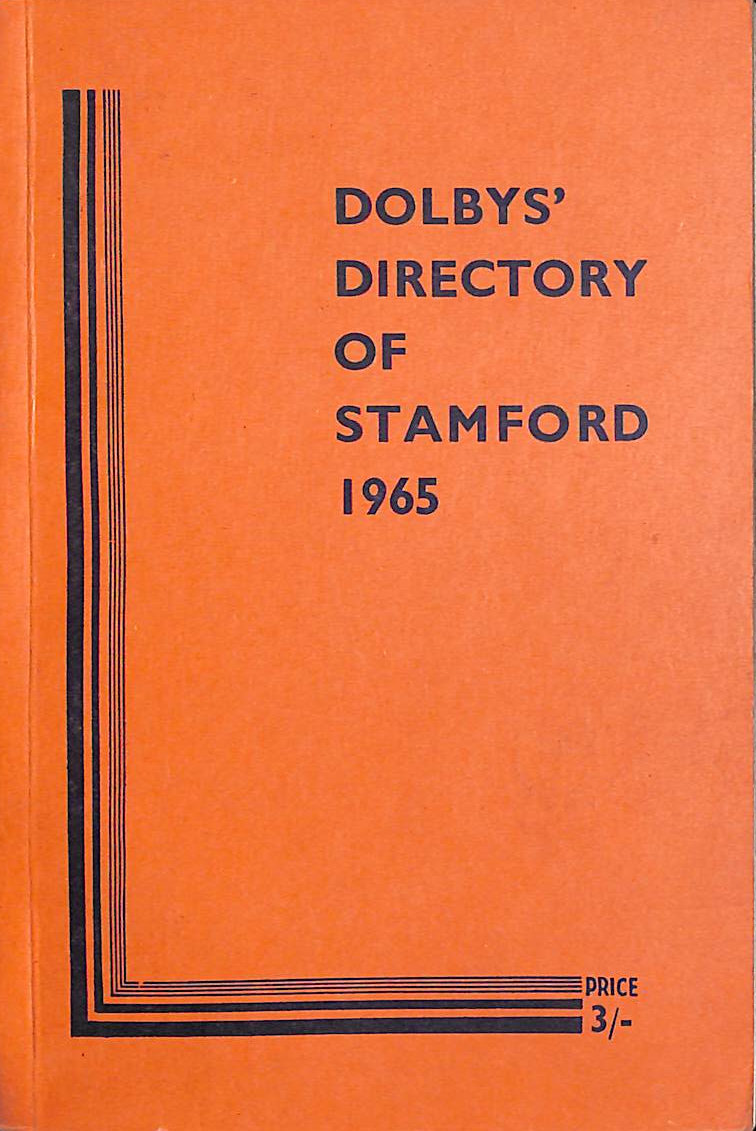 DOLBYS’
DIRECTORY
OF
STAMFORD
1965
PRICE
3/-